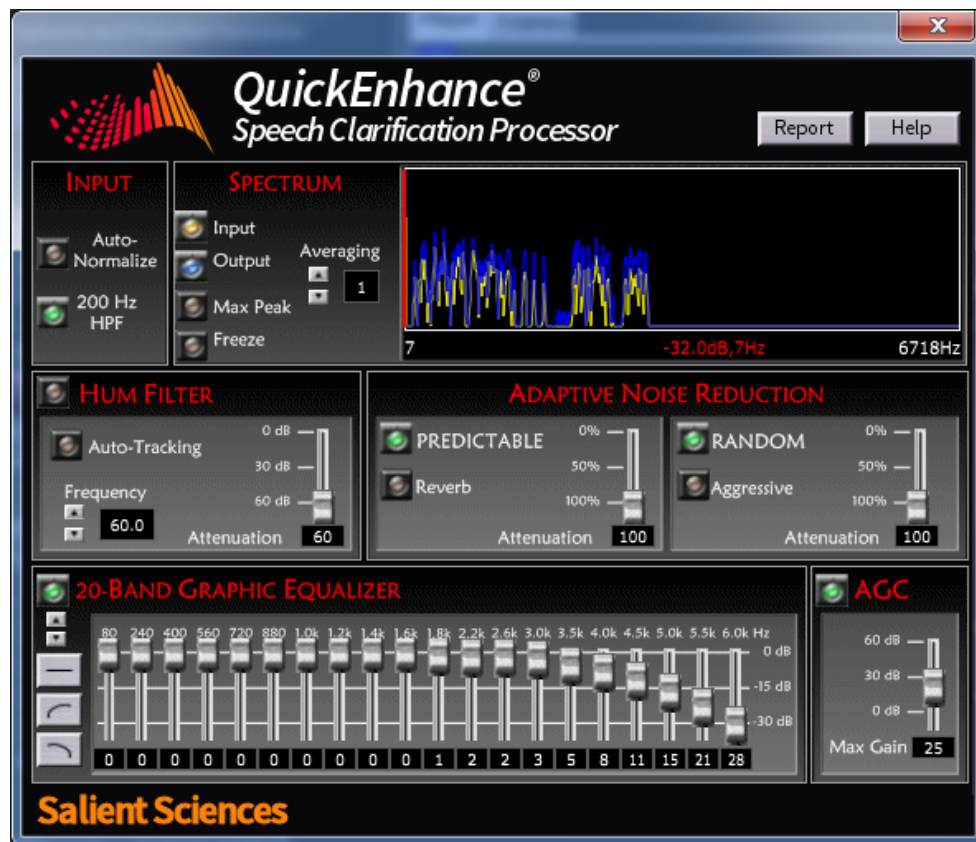 QuickEnhance®
Speech Clarification Processor
Report
Help
INPUT
Auto-
Normalize
200 Hz
HPF
SPECTRUM
Input
Output
Max Peak
Freeze
Averaging
1
7
-32.0dB,7Hz
6718Hz
HUM FILTER
Auto-Tracking
Frequency
60.0
0 dB
30 dB
60 dB
Attenuation 60
ADAPTIVE NOISE REDUCTION
PREDICTABLE
Reverb
0%
50%
100%
Attenuation 100
RANDOM
Aggressive
0%
50%
100%
Attenuation 100
20-BAND GRAPHIC EQUALIZER
80 240 400 560 720 880 1.0k 1.2k 1.4k 1.6k 1.8k 2.2k 2.6k 3.0k 3.5k 4.0k 4.5k 5.0k 5.5k 6.0k Hz
0 dB
-15 dB
-30 dB
0 0 0 0 0 0 0 0 0 0 1 2 2 3 5 8 11 15 21 28
AGC
60 dB
30 dB
0 dB
Max Gain 25
Salient Sciences